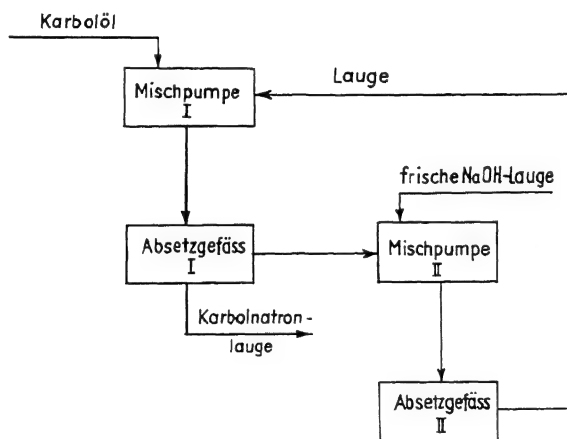 Karbolöl
Mischpumpe
I
Lauge
frische NaOH-Lauge
Absetzgefäss
I
Mischpumpe
II
Karbolnatron-
lauge
Absetzgefäss
II